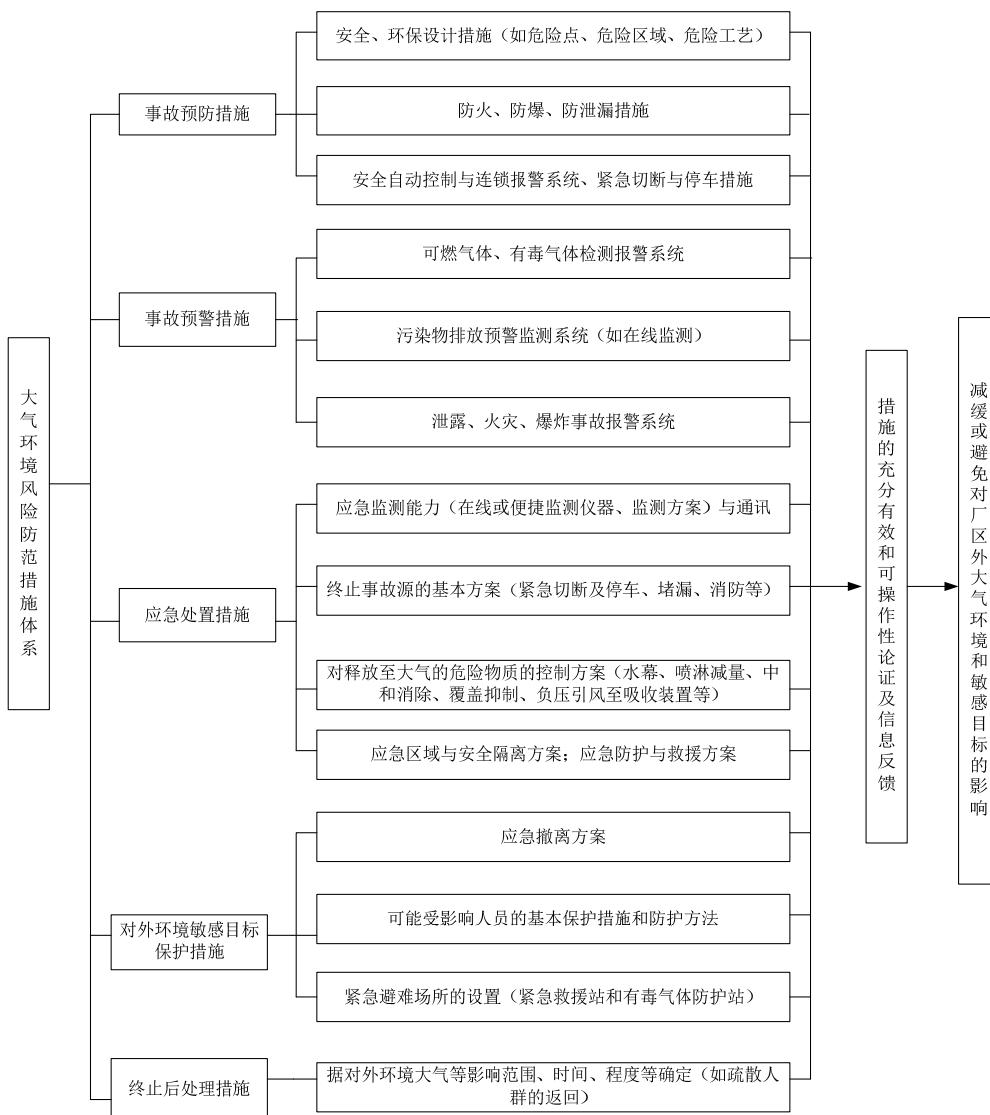 大气环境风险防范措施体系
事故预防措施
安全、环保设计措施（如危险点、危险区域、危险工艺）
防火、防爆、防泄漏措施
安全自动控制与连锁报警系统、紧急切断与停车措施
事故预警措施
可燃气体、有毒气体检测报警系统
污染物排放预警监测系统（如在线监测）
泄露、火灾、爆炸事故报警系统
应急处置措施
应急监测能力（在线或便捷监测仪器、监测方案）与通讯
终止事故源的基本方案（紧急切断及停车、堵漏、消防等）
对释放至大气的危险物质的控制方案（水幕、喷淋减量、中
和消除、覆盖抑制、负压引风至吸收装置等）
应急区域与安全隔离方案；应急防护与救援方案
对外环境敏感目标
保护措施
应急撤离方案
可能受影响人员的基本保护措施和防护方法
紧急避难场所的设置（紧急救援站和有毒气体防护站）
终止后处理措施
据对外环境大气等影响范围、时间、程度等确定（如疏散人
群的返回）
措施的充分有效和可操作性论证及信息反馈
减缓或避免对厂区外大气环境和敏感目标的影响